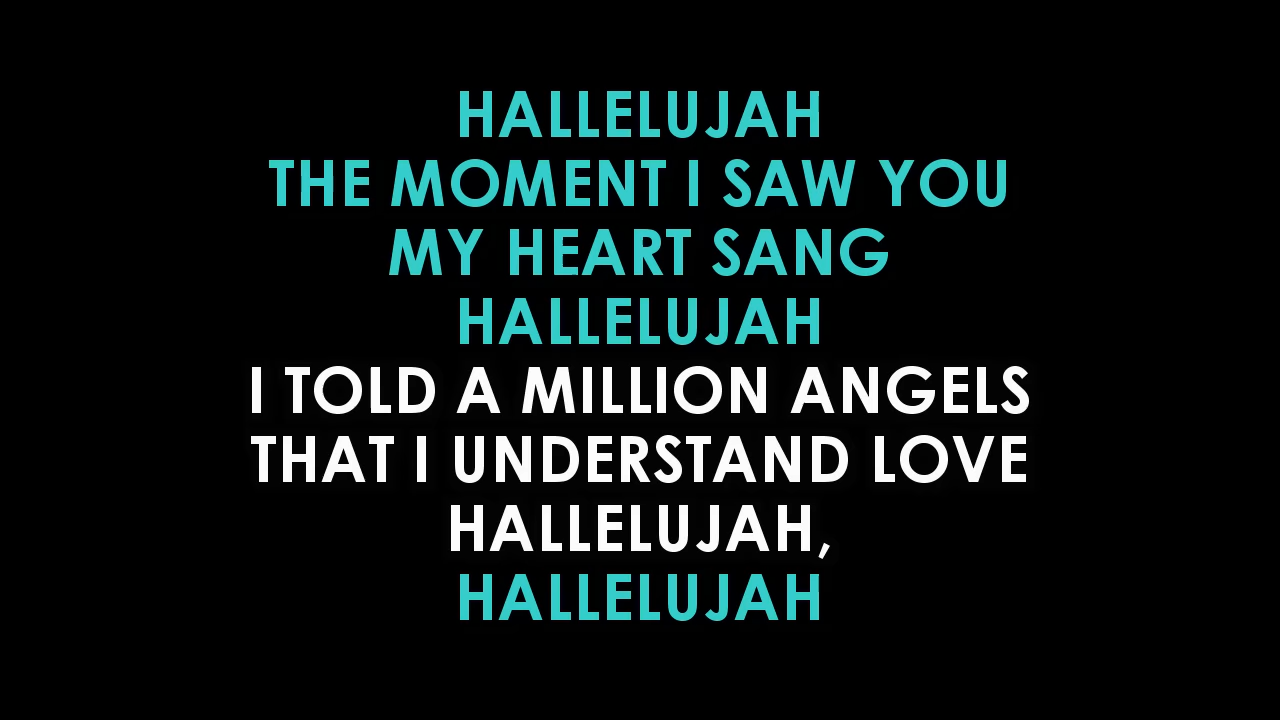 HALLELUJAH
THE MOMENT I SAW YOU
MY HEART SANG
HALLELUJAH
I TOLD A MILLION ANGELS
THAT I UNDERSTAND LOVE
HALLELUJAH,
HALLELUJAH